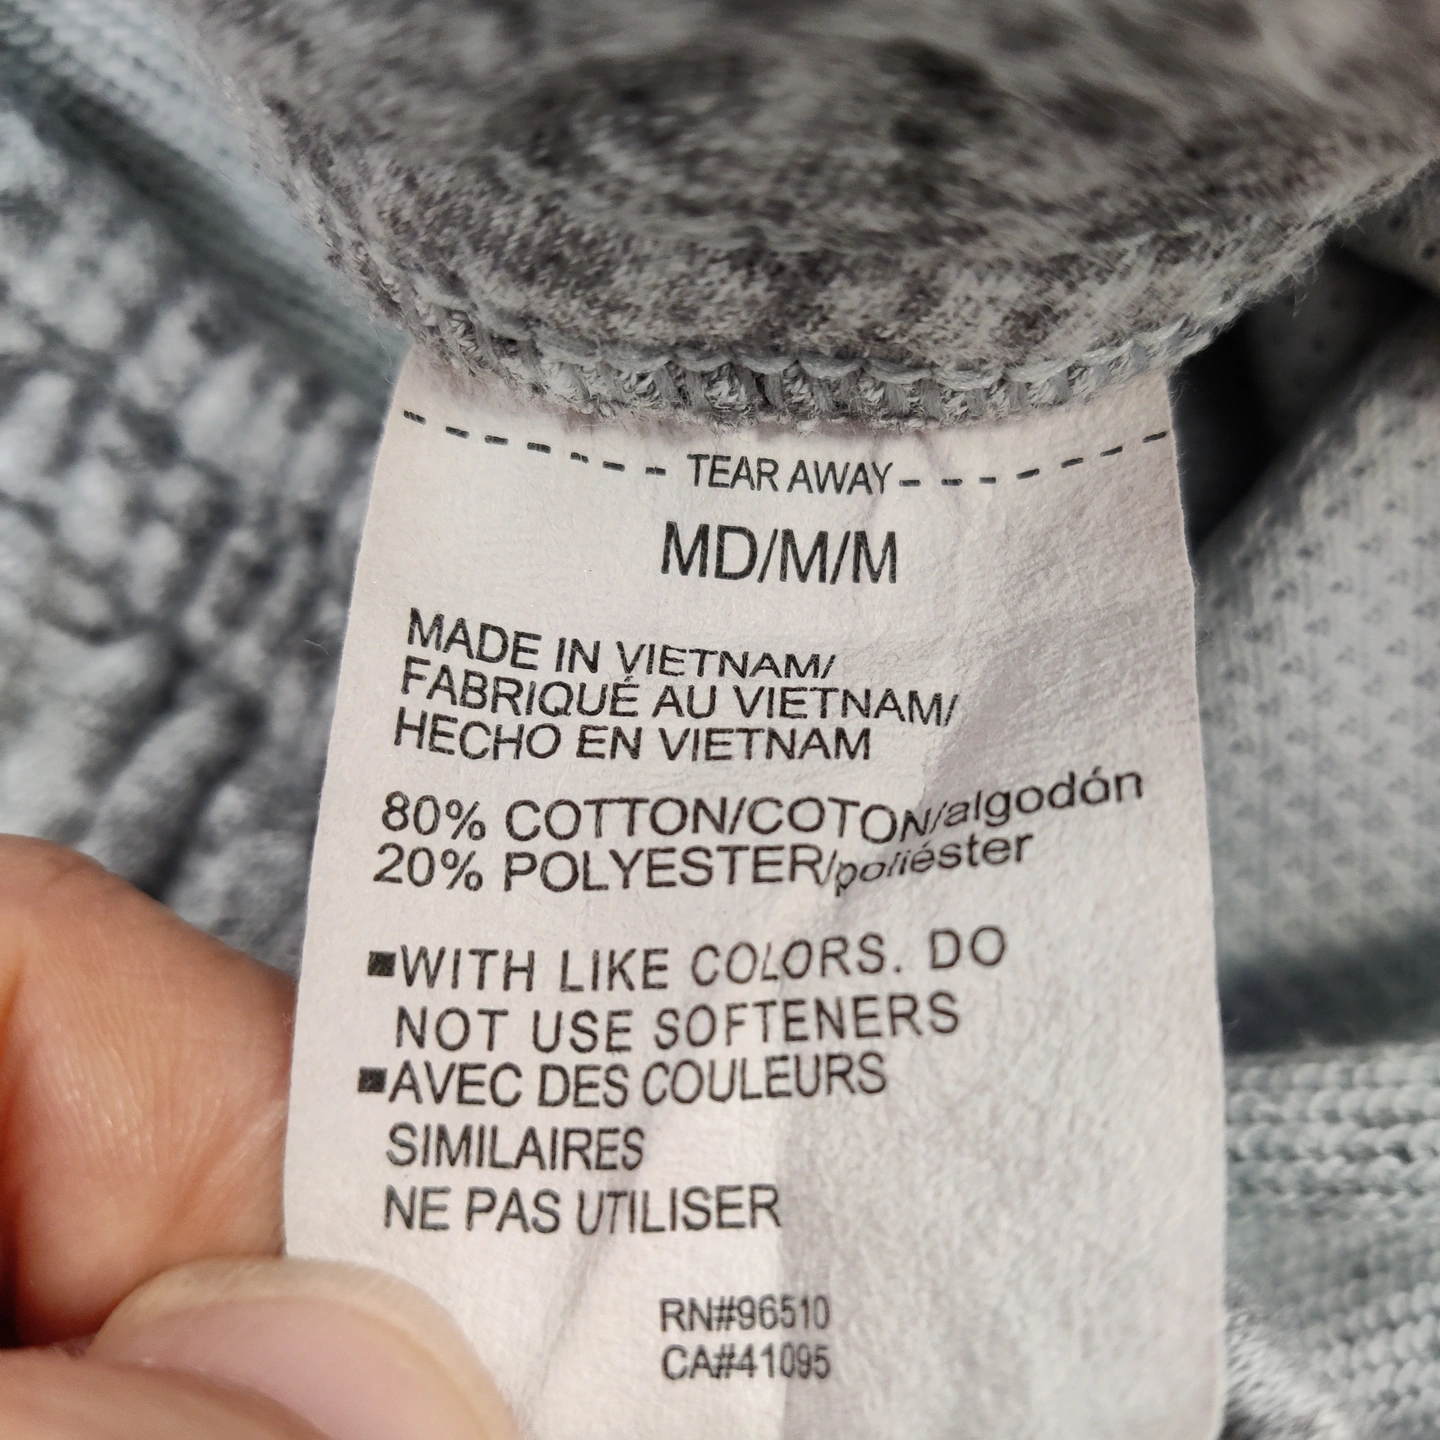 TEAR AWAY
MD/M/M
MADE IN VIETNAM/
FABRIQUÉ AU VIETNAM/
HECHO EN VIETNAM
80% COTTON/COTON/algodón
20% POLYESTER/poliéster
■WITH LIKE COLORS. DO
NOT USE SOFTENERS
■AVEC DES COULEURS
SIMILAIRES
NE PAS UTILISER
RN#96510
CA#41095